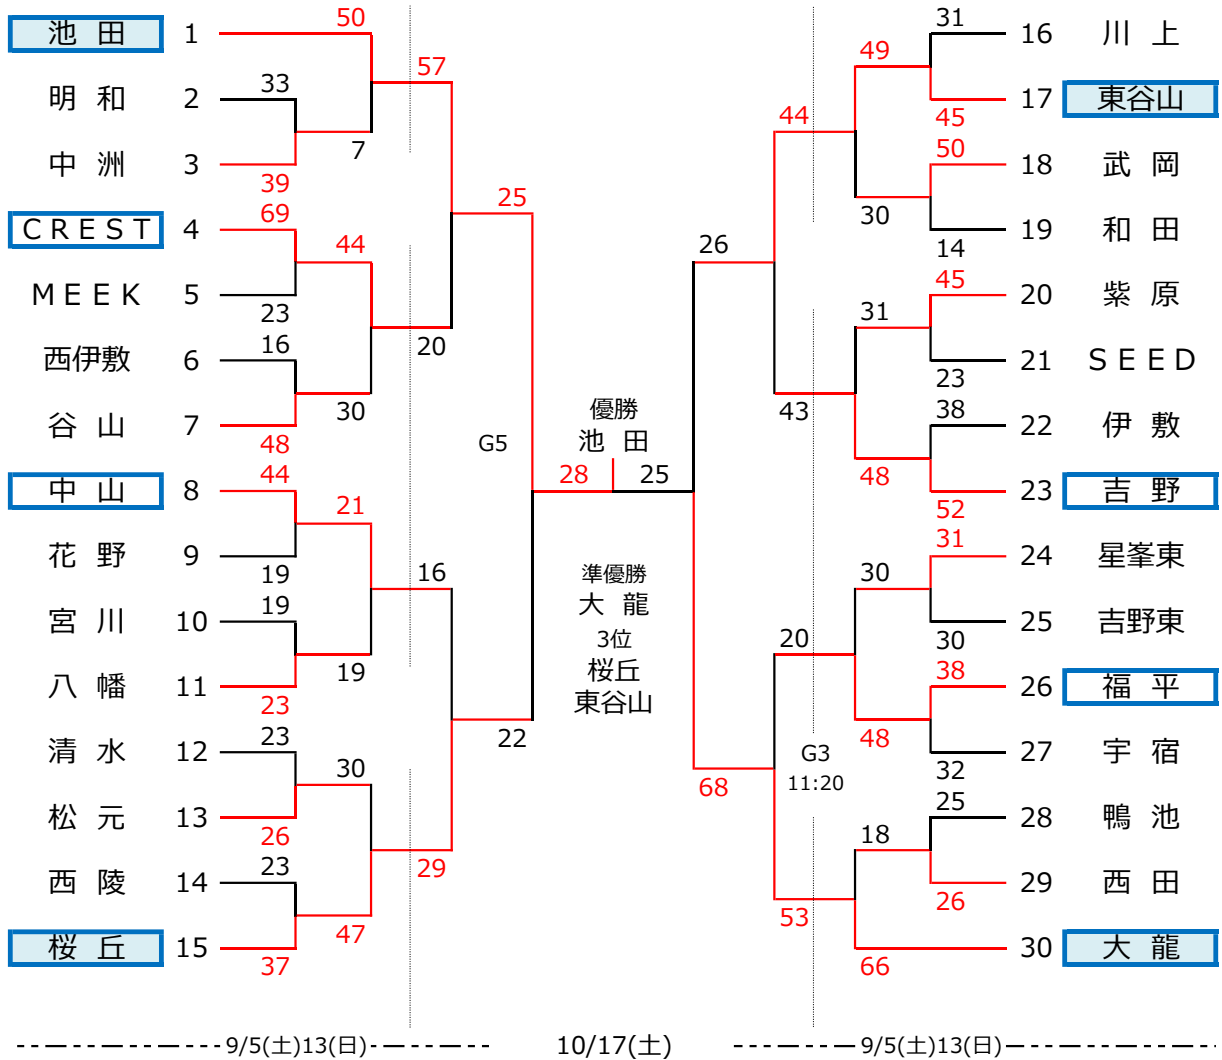 50 31
池 田 1 16 川 上
57 49
明 和 2 33 17 東谷山
7 44 45
中 洲 3 50 18 武 岡
39 25
69 30
CREST 4 19 和 田
44 26 14
MEEK 5 45 20 紫 原
23 31
16 20
西伊敷 6 21 SEED
30 23
43 38
谷 山 7 優勝 22 伊 敷
48 G5 池 田
44 28 25 48
中 山 8 23 吉 野
21 52
31
花 野 9 24 星峯東
19 16 準優勝 30
19 大 龍
宮 川 10 3位 20 25 吉野東
19 桜丘 30
八 幡 11 東谷山 38 26 福 平
23
23 22 48
清 水 12 G3 27 宇 宿
30 68 11:20 32
松 元 13 25 28 鴨 池
26 18
23 29
西 陵 14 29 西 田
47 53 26
桜 丘 15 30 大 龍
37 66
9/5(土)13(日) 10/17(土) 9/5(土)13(日)